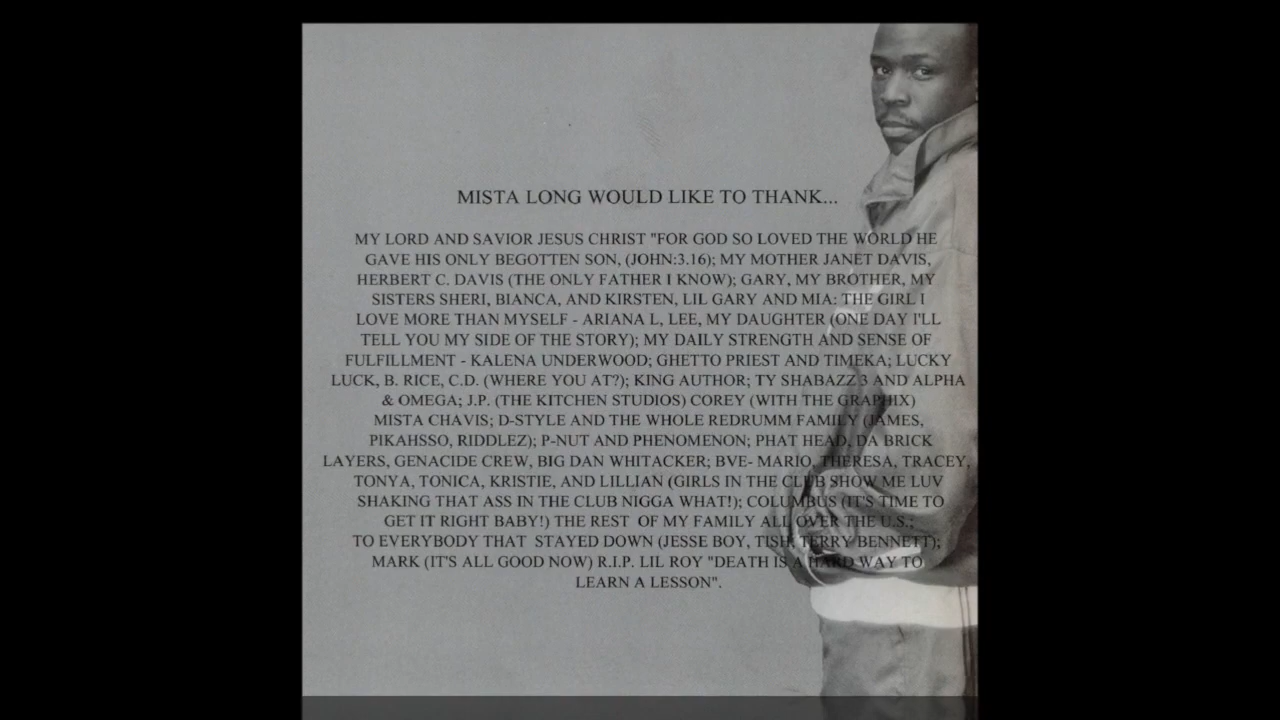 MISTA LONG WOULD LIKE TO THANK...
MY LORD AND SAVIOR JESUS CHRIST "FOR GOD SO LOVED THE WORLD HE
GAVE HIS ONLY BEGOTTEN SON, (JOHN:3.16); MY MOTHER JANET DAVIS,
HERBERT C. DAVIS (THE ONLY FATHER I KNOW); GARY, MY BROTHER, MY
SISTERS SHERI, BIANCA, AND KIRSTEN, LIL GARY AND MIA: THE GIRL I
LOVE MORE THAN MYSELF - ARIANA L, LEE, MY DAUGHTER (ONE DAY I'LL
TELL YOU MY SIDE OF THE STORY); MY DAILY STRENGTH AND SENSE OF
FULFILLMENT - KALENA UNDERWOOD; GHETTO PRIEST AND TIMEKA; LUCKY
LUCK, B. RICE, C.D. (WHERE YOU AT?); KING AUTHOR; TY SHABAZZ 3 AND ALPHA
& OMEGA; J.P. (THE KITCHEN STUDIOS) COREY (WITH THE GRAPHIX)
MISTA CHAVIS; D-STYLE AND THE WHOLE REDRUMM FAMILY (JAMES,
PIKAHSSO, RIDDLEZ); P-NUT AND PHENOMENON; PHAT HEAD, DA BRICK
LAYERS, GENACIDE CREW, BIG DAN WHITACKER; BVE- MARIO, THERESA, TRACEY,
TONYA, TONICA, KRISTIE, AND LILLIAN (GIRLS IN THE CLUB SHOW ME LUV
SHAKING THAT ASS IN THE CLUB NIGGA WHAT!); COLUMBUS (IT'S TIME TO
GET IT RIGHT BABY!) THE REST OF MY FAMILY ALL OVER THE U.S.;
TO EVERYBODY THAT STAYED DOWN (JESSE BOY, TISH, TERRY BENNETT);
MARK (IT'S ALL GOOD NOW) R.I.P. LIL ROY "DEATH IS A HARD WAY TO
LEARN A LESSON".